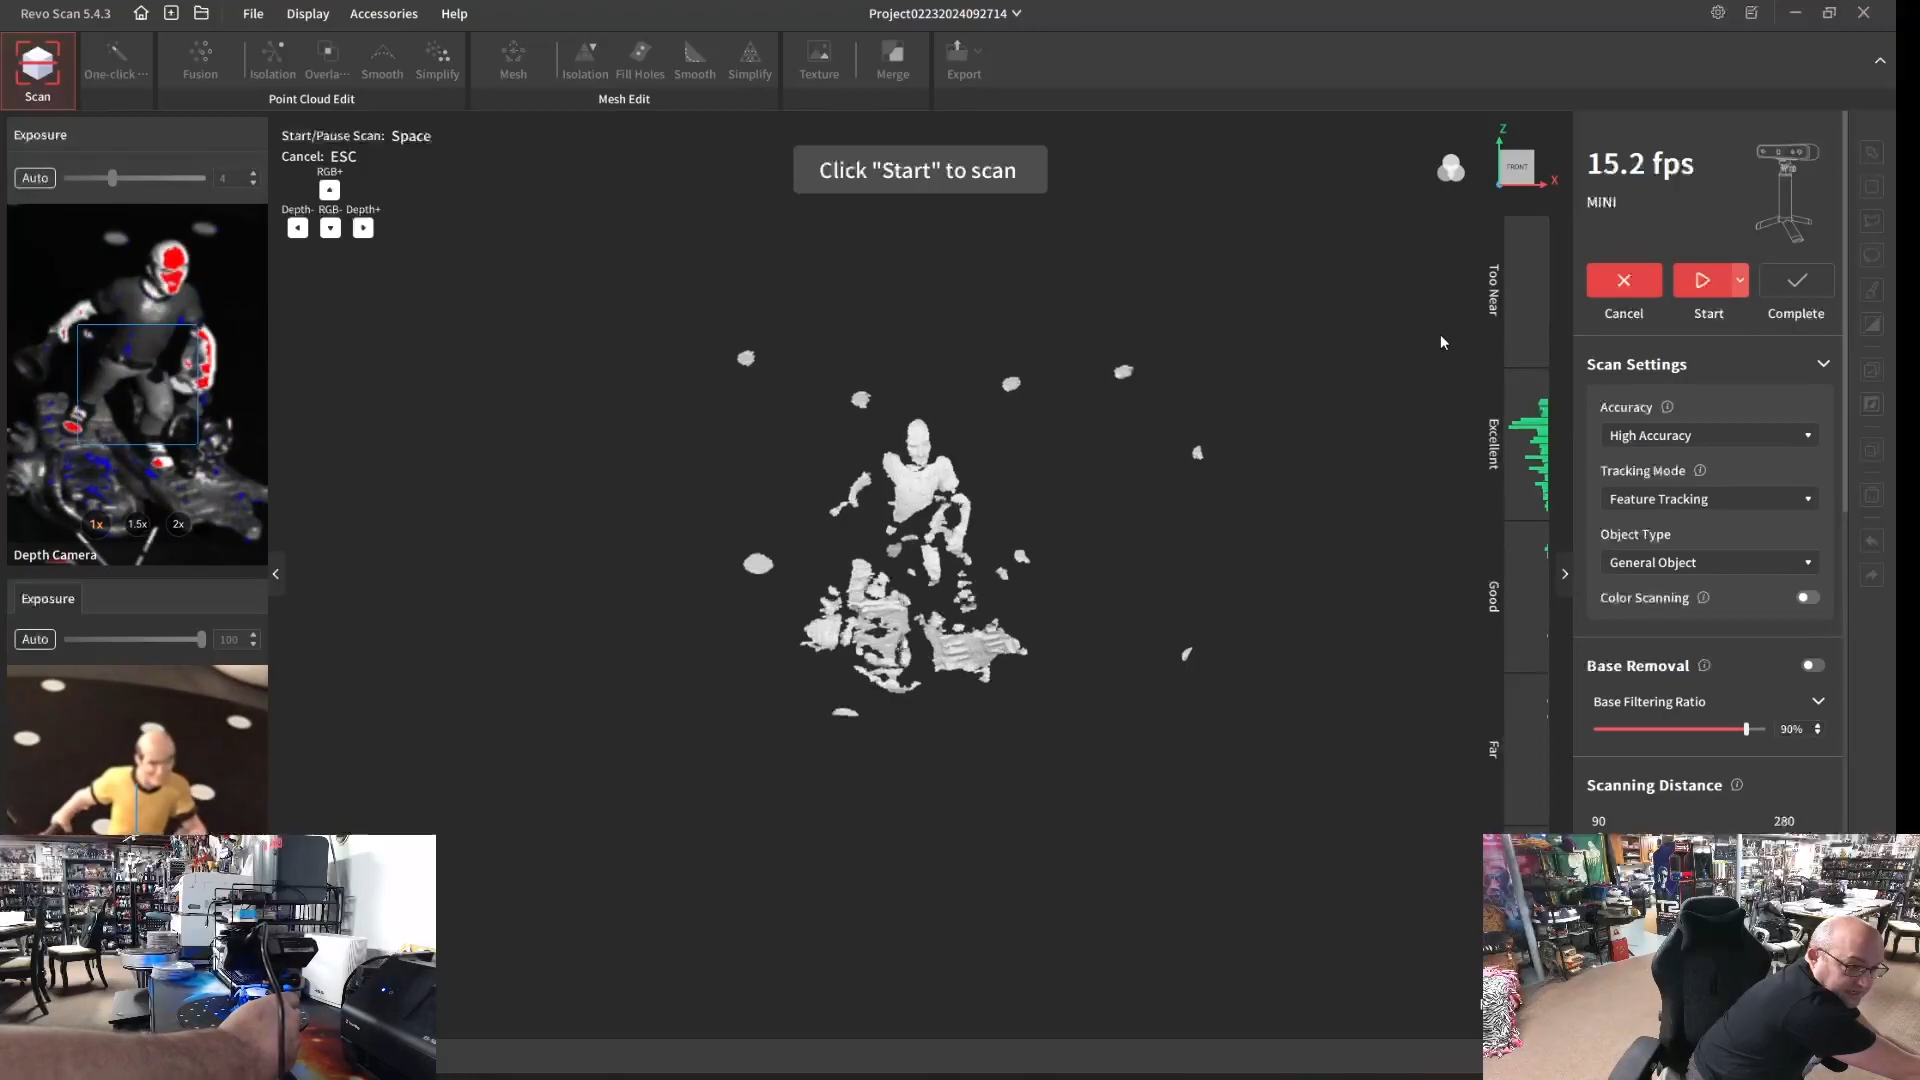 Revo Scan 5.4.3
File
Display
Accessories
Help
Project02232024092714
Scan
One-click ···
Fusion
Isolation
Overla···
Smooth
Simplify
Point Cloud Edit
Mesh
Isolation
Fill Holes
Smooth
Simplify
Mesh Edit
Texture
Merge
Export
Exposure
Auto
4
1x
1.5x
2x
Depth Camera
Exposure
Auto
100
Start/Pause Scan: Space
Cancel: ESC
RGB+
Depth- RGB- Depth+
Click "Start" to scan
Z
FRONT
X
Too Near
Excellent
Good
Far
15.2 fps
MINI
Cancel
Start
Complete
Scan Settings
Accuracy
High Accuracy
Tracking Mode
Feature Tracking
Object Type
General Object
Color Scanning
Base Removal
Base Filtering Ratio
90%
Scanning Distance
90
280